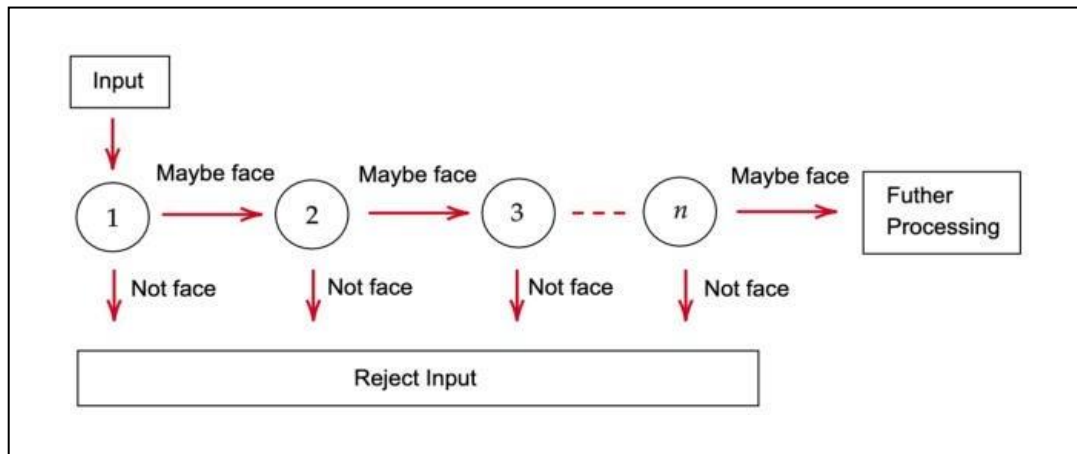 Input
Maybe face
Maybe face
Maybe face
1
2
3
n
Futher
Processing
Not face
Not face
Not face
Not face
Reject Input